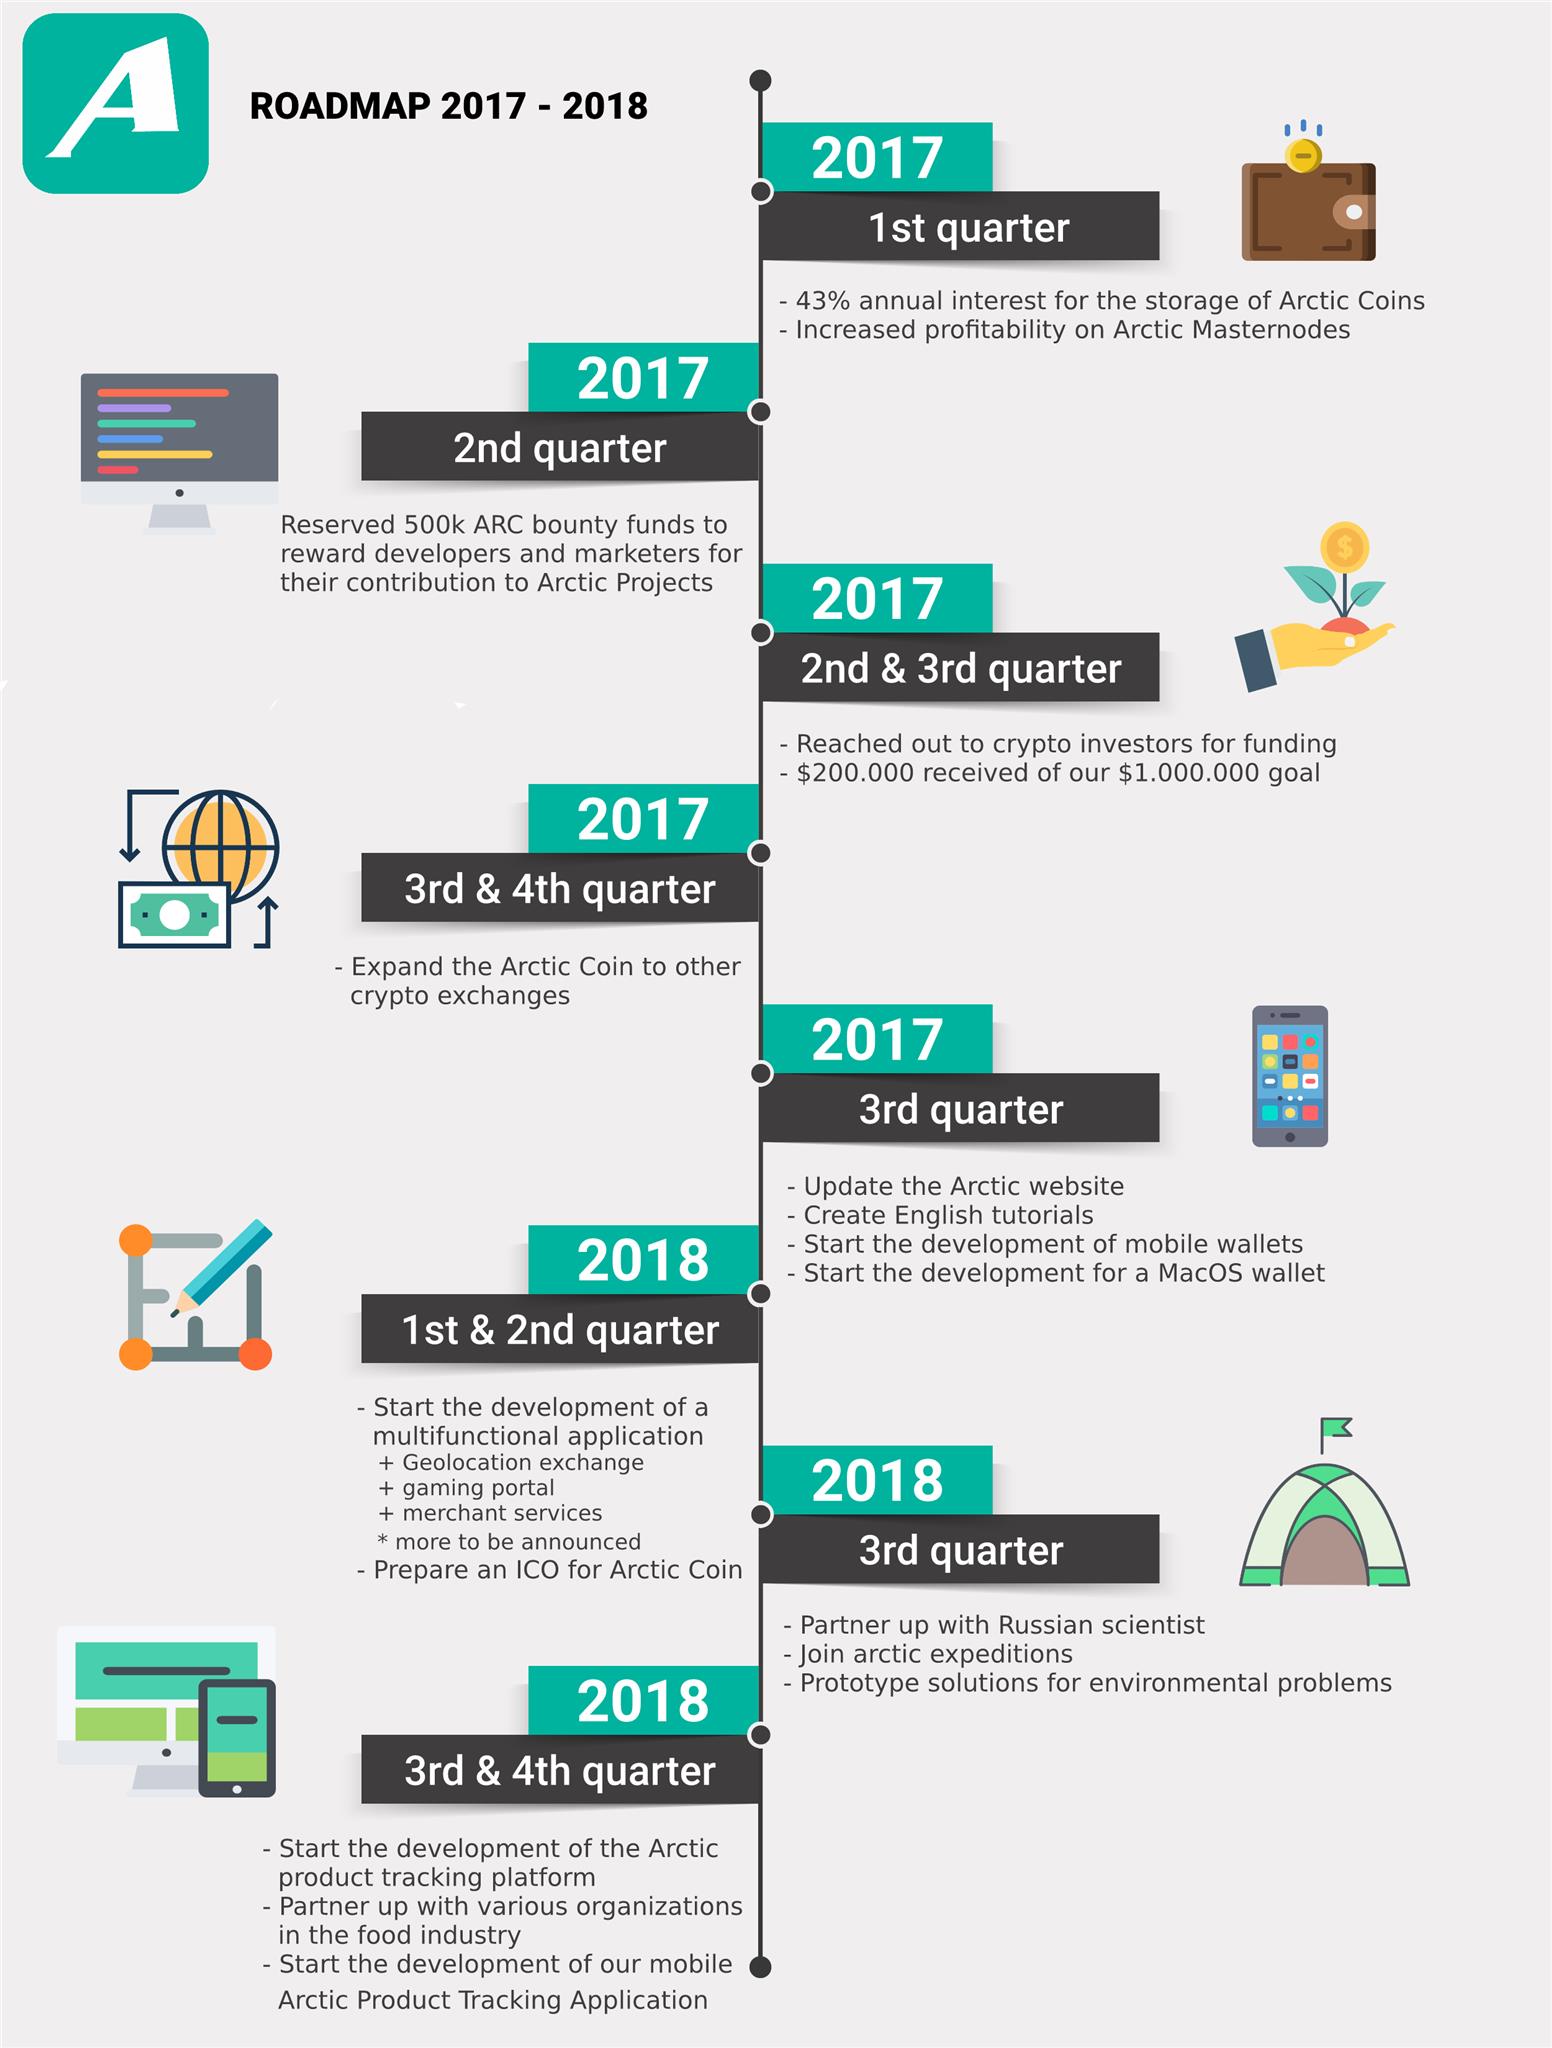 ROADMAP 2017 - 2018
2017
1st quarter
- 43% annual interest for the storage of Arctic Coins
- Increased profitability on Arctic Masternodes
2017
2nd quarter
Reserved 500k ARC bounty funds to
reward developers and marketers for
their contribution to Arctic Projects
2017
2nd & 3rd quarter
- Reached out to crypto investors for funding
- $200.000 received of our $1.000.000 goal
2017
3rd & 4th quarter
- Expand the Arctic Coin to other
crypto exchanges
2017
3rd quarter
- Update the Arctic website
- Create English tutorials
- Start the development of mobile wallets
- Start the development for a MacOS wallet
2018
1st & 2nd quarter
- Start the development of a
multifunctional application
+ Geolocation exchange
+ gaming portal
+ merchant services
* more to be announced
- Prepare an ICO for Arctic Coin
2018
3rd quarter
- Partner up with Russian scientist
- Join arctic expeditions
- Prototype solutions for environmental problems
2018
3rd & 4th quarter
- Start the development of the Arctic
product tracking platform
- Partner up with various organizations
in the food industry
- Start the development of our mobile
Arctic Product Tracking Application